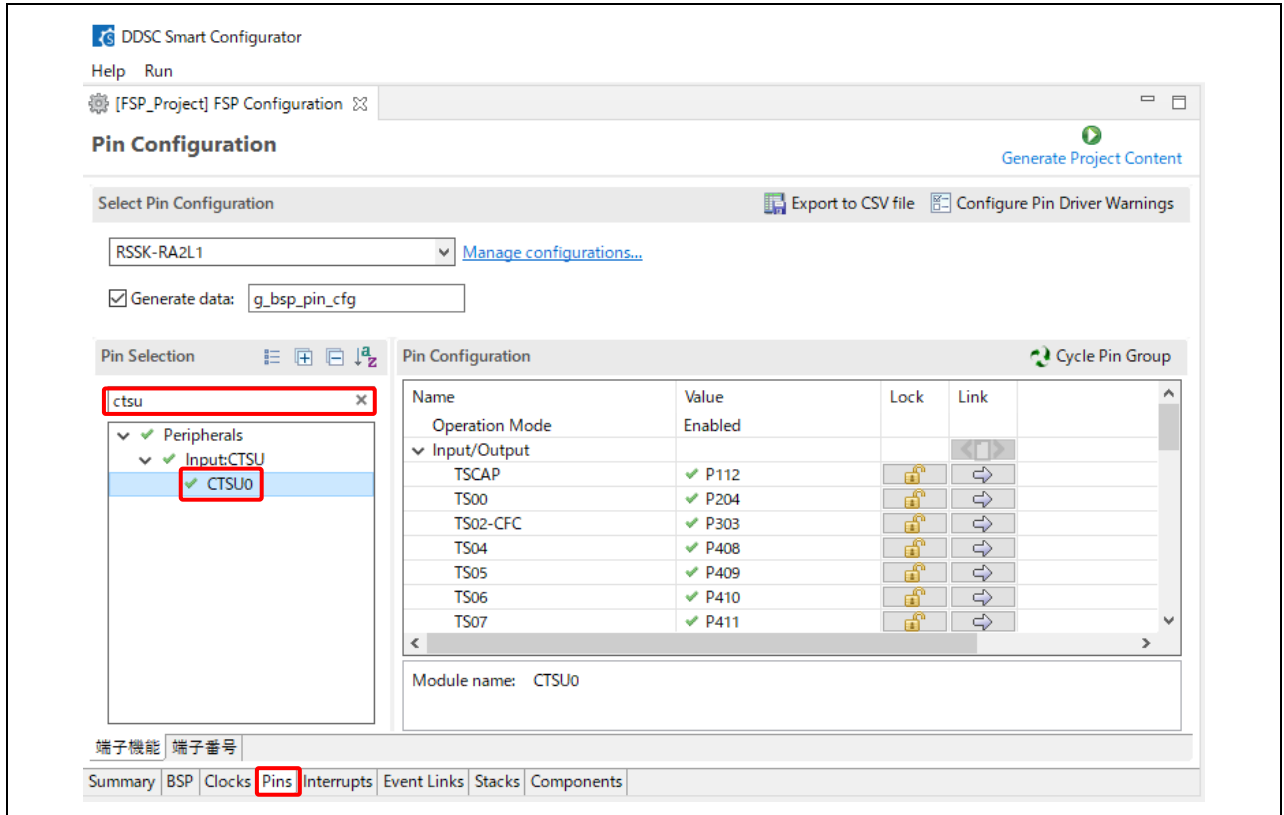 DDSC Smart Configurator
Help Run
[FSP_Project] FSP Configuration
Pin Configuration
Generate Project Content
Select Pin Configuration
Export to CSV file
Configure Pin Driver Warnings
RSSK-RA2L1
Manage configurations...
Generate data: g_bsp_pin_cfg
Pin Selection
ctsu
Peripherals
Input:CTSU
CTSU0
Pin Configuration
Cycle Pin Group
Name Value Lock Link
Operation Mode Enabled
Input/Output
TSCAP P112
TS00 P204
TS02-CFC P303
TS04 P408
TS05 P409
TS06 P410
TS07 P411
Module name: CTSU0
端子機能 端子番号
Summary BSP Clocks Pins Interrupts Event Links Stacks Components